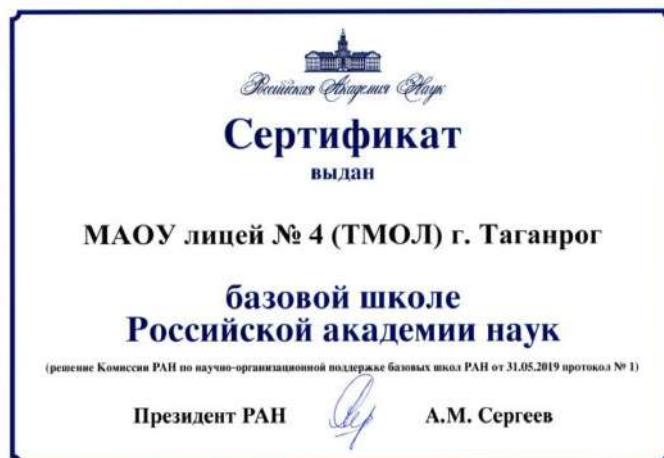 Российская Академия Наук
Сертификат
выдан
МАОУ лицей № 4 (ТМОЛ) г. Таганрог
базовой школе
Российской академии наук
(решение Комиссии РАН по научно-организационной поддержке базовых школ РАН от 31.05.2019 протокол № 1)
Президент РАН А.М. Сергеев